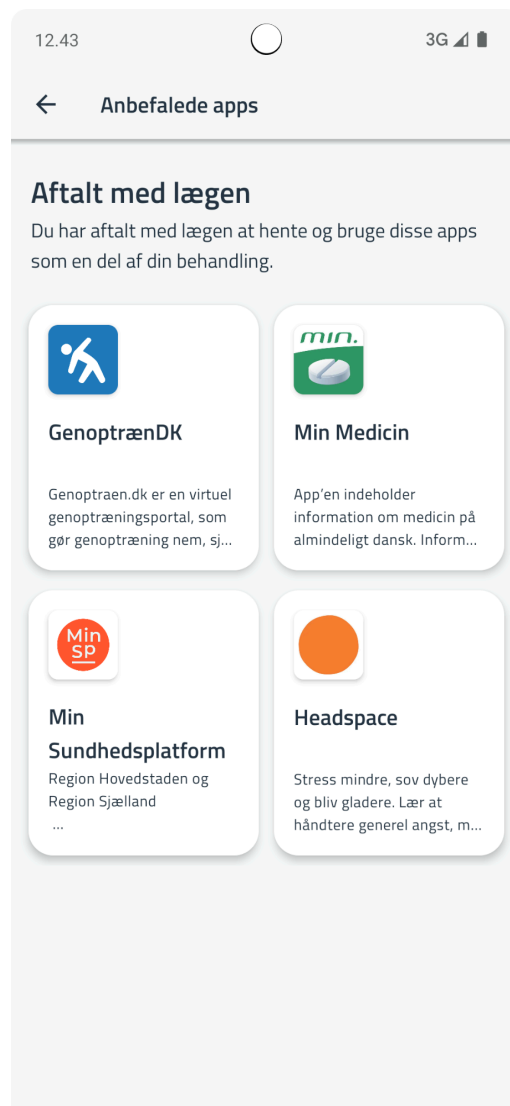 12.43
3G
Anbefalede apps
Aftalt med lægen
Du har aftalt med lægen at hente og bruge disse apps
som en del af din behandling.
GenoptrænDK
Genoptraen.dk er en virtuel
genoptræningsportal, som
gør genoptræning nem, sj...
min.
Min Medicin
App'en indeholder
information om medicin på
almindeligt dansk. Inform...
Min
SP
Min
Sundhedsplatform
Region Hovedstaden og
Region Sjælland
...
Headspace
Stress mindre, sov dybere
og bliv gladere. Lær at
håndtere generel angst, m...